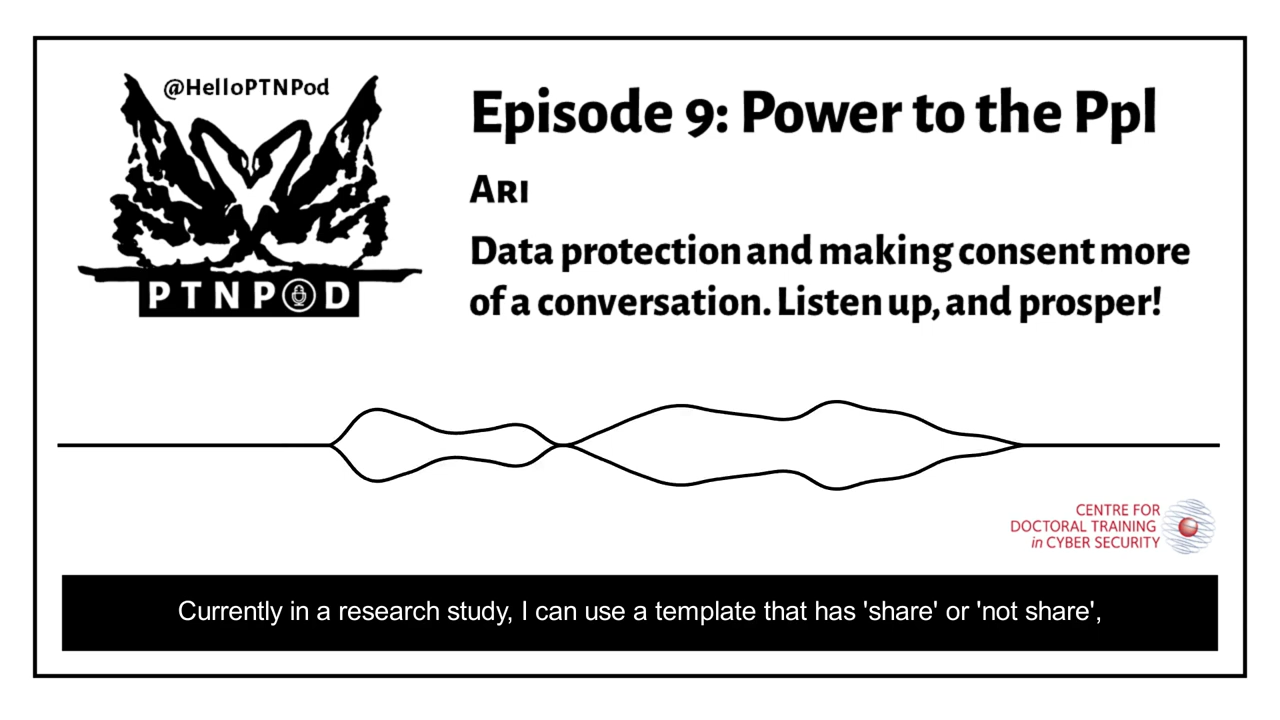 @HelloPTNPod
PTNPOD
Episode 9: Power to the Ppl
Ari
Data protection and making consent more
of a conversation. Listen up, and prosper!
CENTRE FOR
DOCTORAL TRAINING
in CYBER SECURITY
Currently in a research study, I can use a template that has 'share' or 'not share',